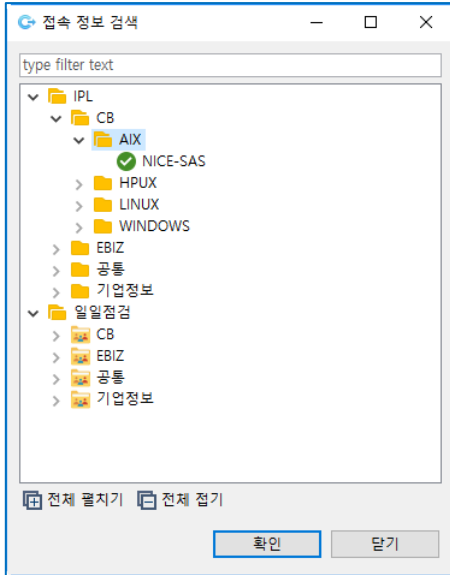 접속 정보 검색
type filter text
IPL
CB
AIX
NICE-SAS
HPUX
LINUX
WINDOWS
EBIZ
공통
기업정보
일일점검
CB
EBIZ
공통
기업정보
전체 펼치기 전체 접기
확인 닫기